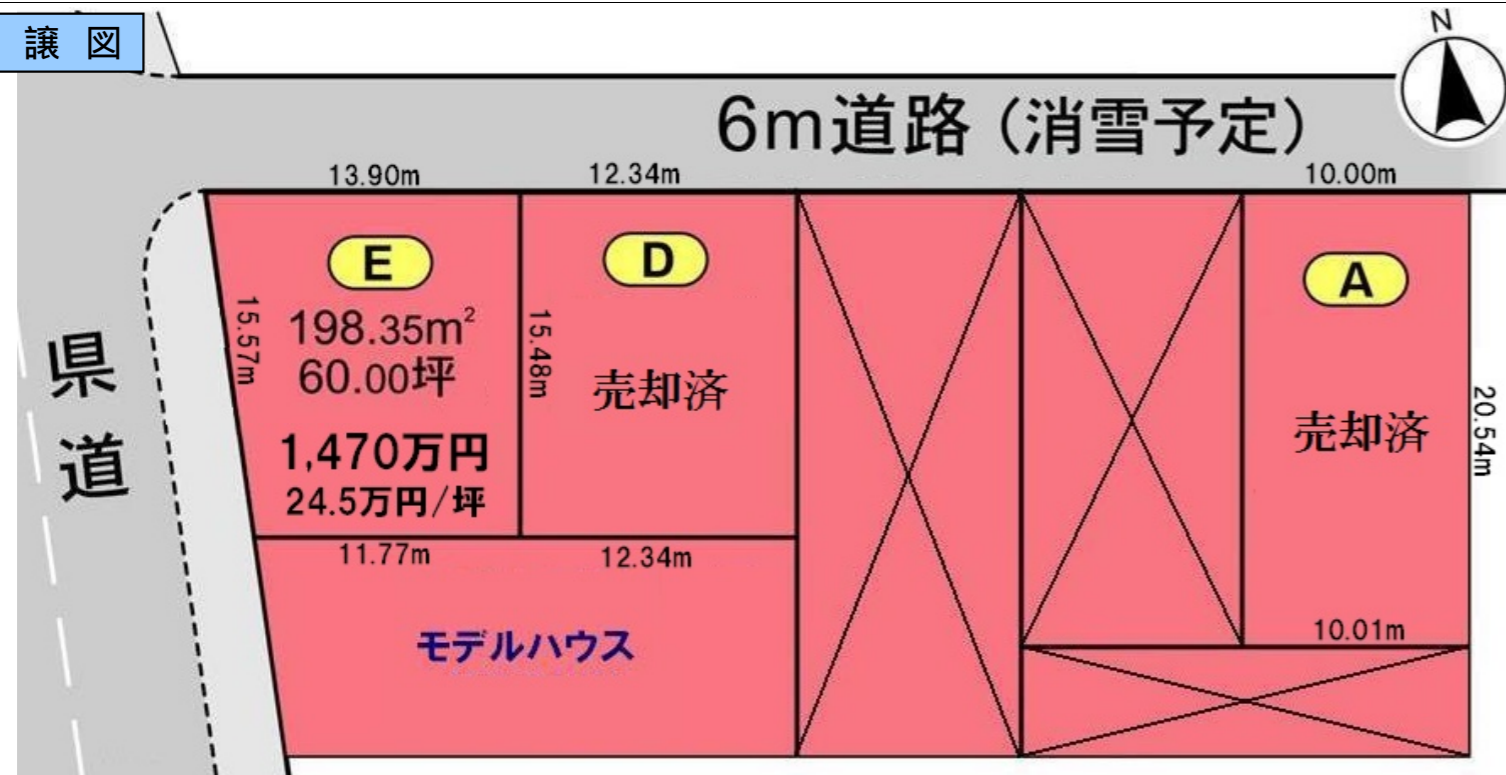 譲 図
N
6m道路（消雪予定）
13.90m
12.34m
10.00m
E
198.35m²
60.00坪
1,470万円
24.5万円/坪
15.57m
D
売却済
15.48m
A
売却済
20.54m
県道
11.77m
12.34m
10.01m
モデルハウス